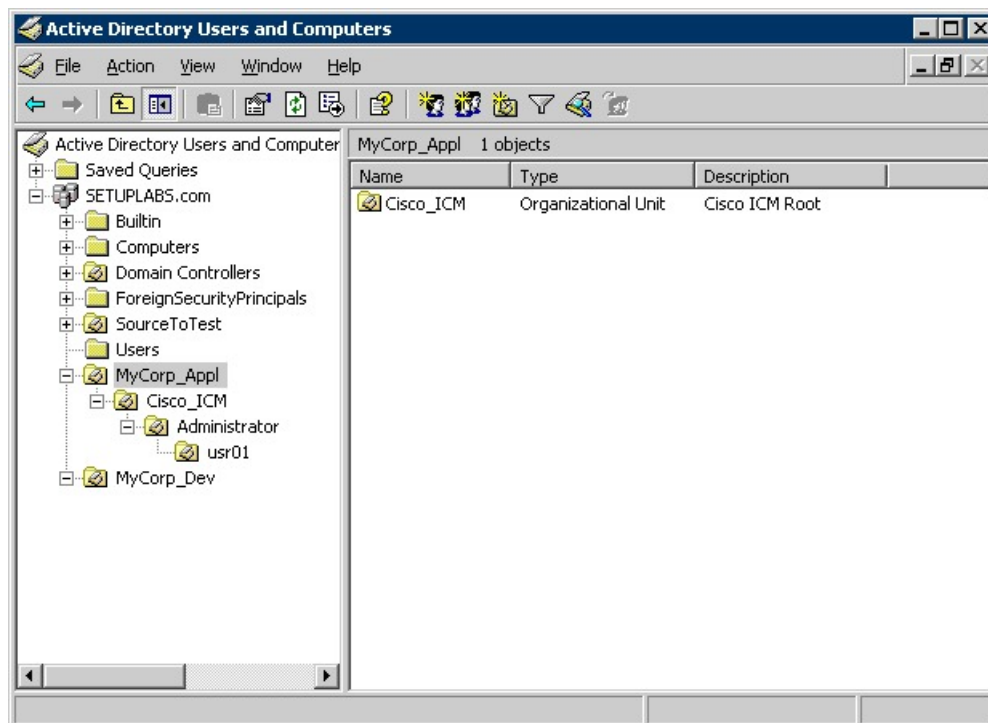 Active Directory Users and Computers
File Action View Window Help
Active Directory Users and Computer
Saved Queries
SETUPLABS.com
Builtin
Computers
Domain Controllers
ForeignSecurityPrincipals
SourceToTest
Users
MyCorp_Appl
Cisco_ICM
Administrator
usr01
MyCorp_Dev
MyCorp_Appl 1 objects
Name Type Description
Cisco_ICM Organizational Unit Cisco ICM Root